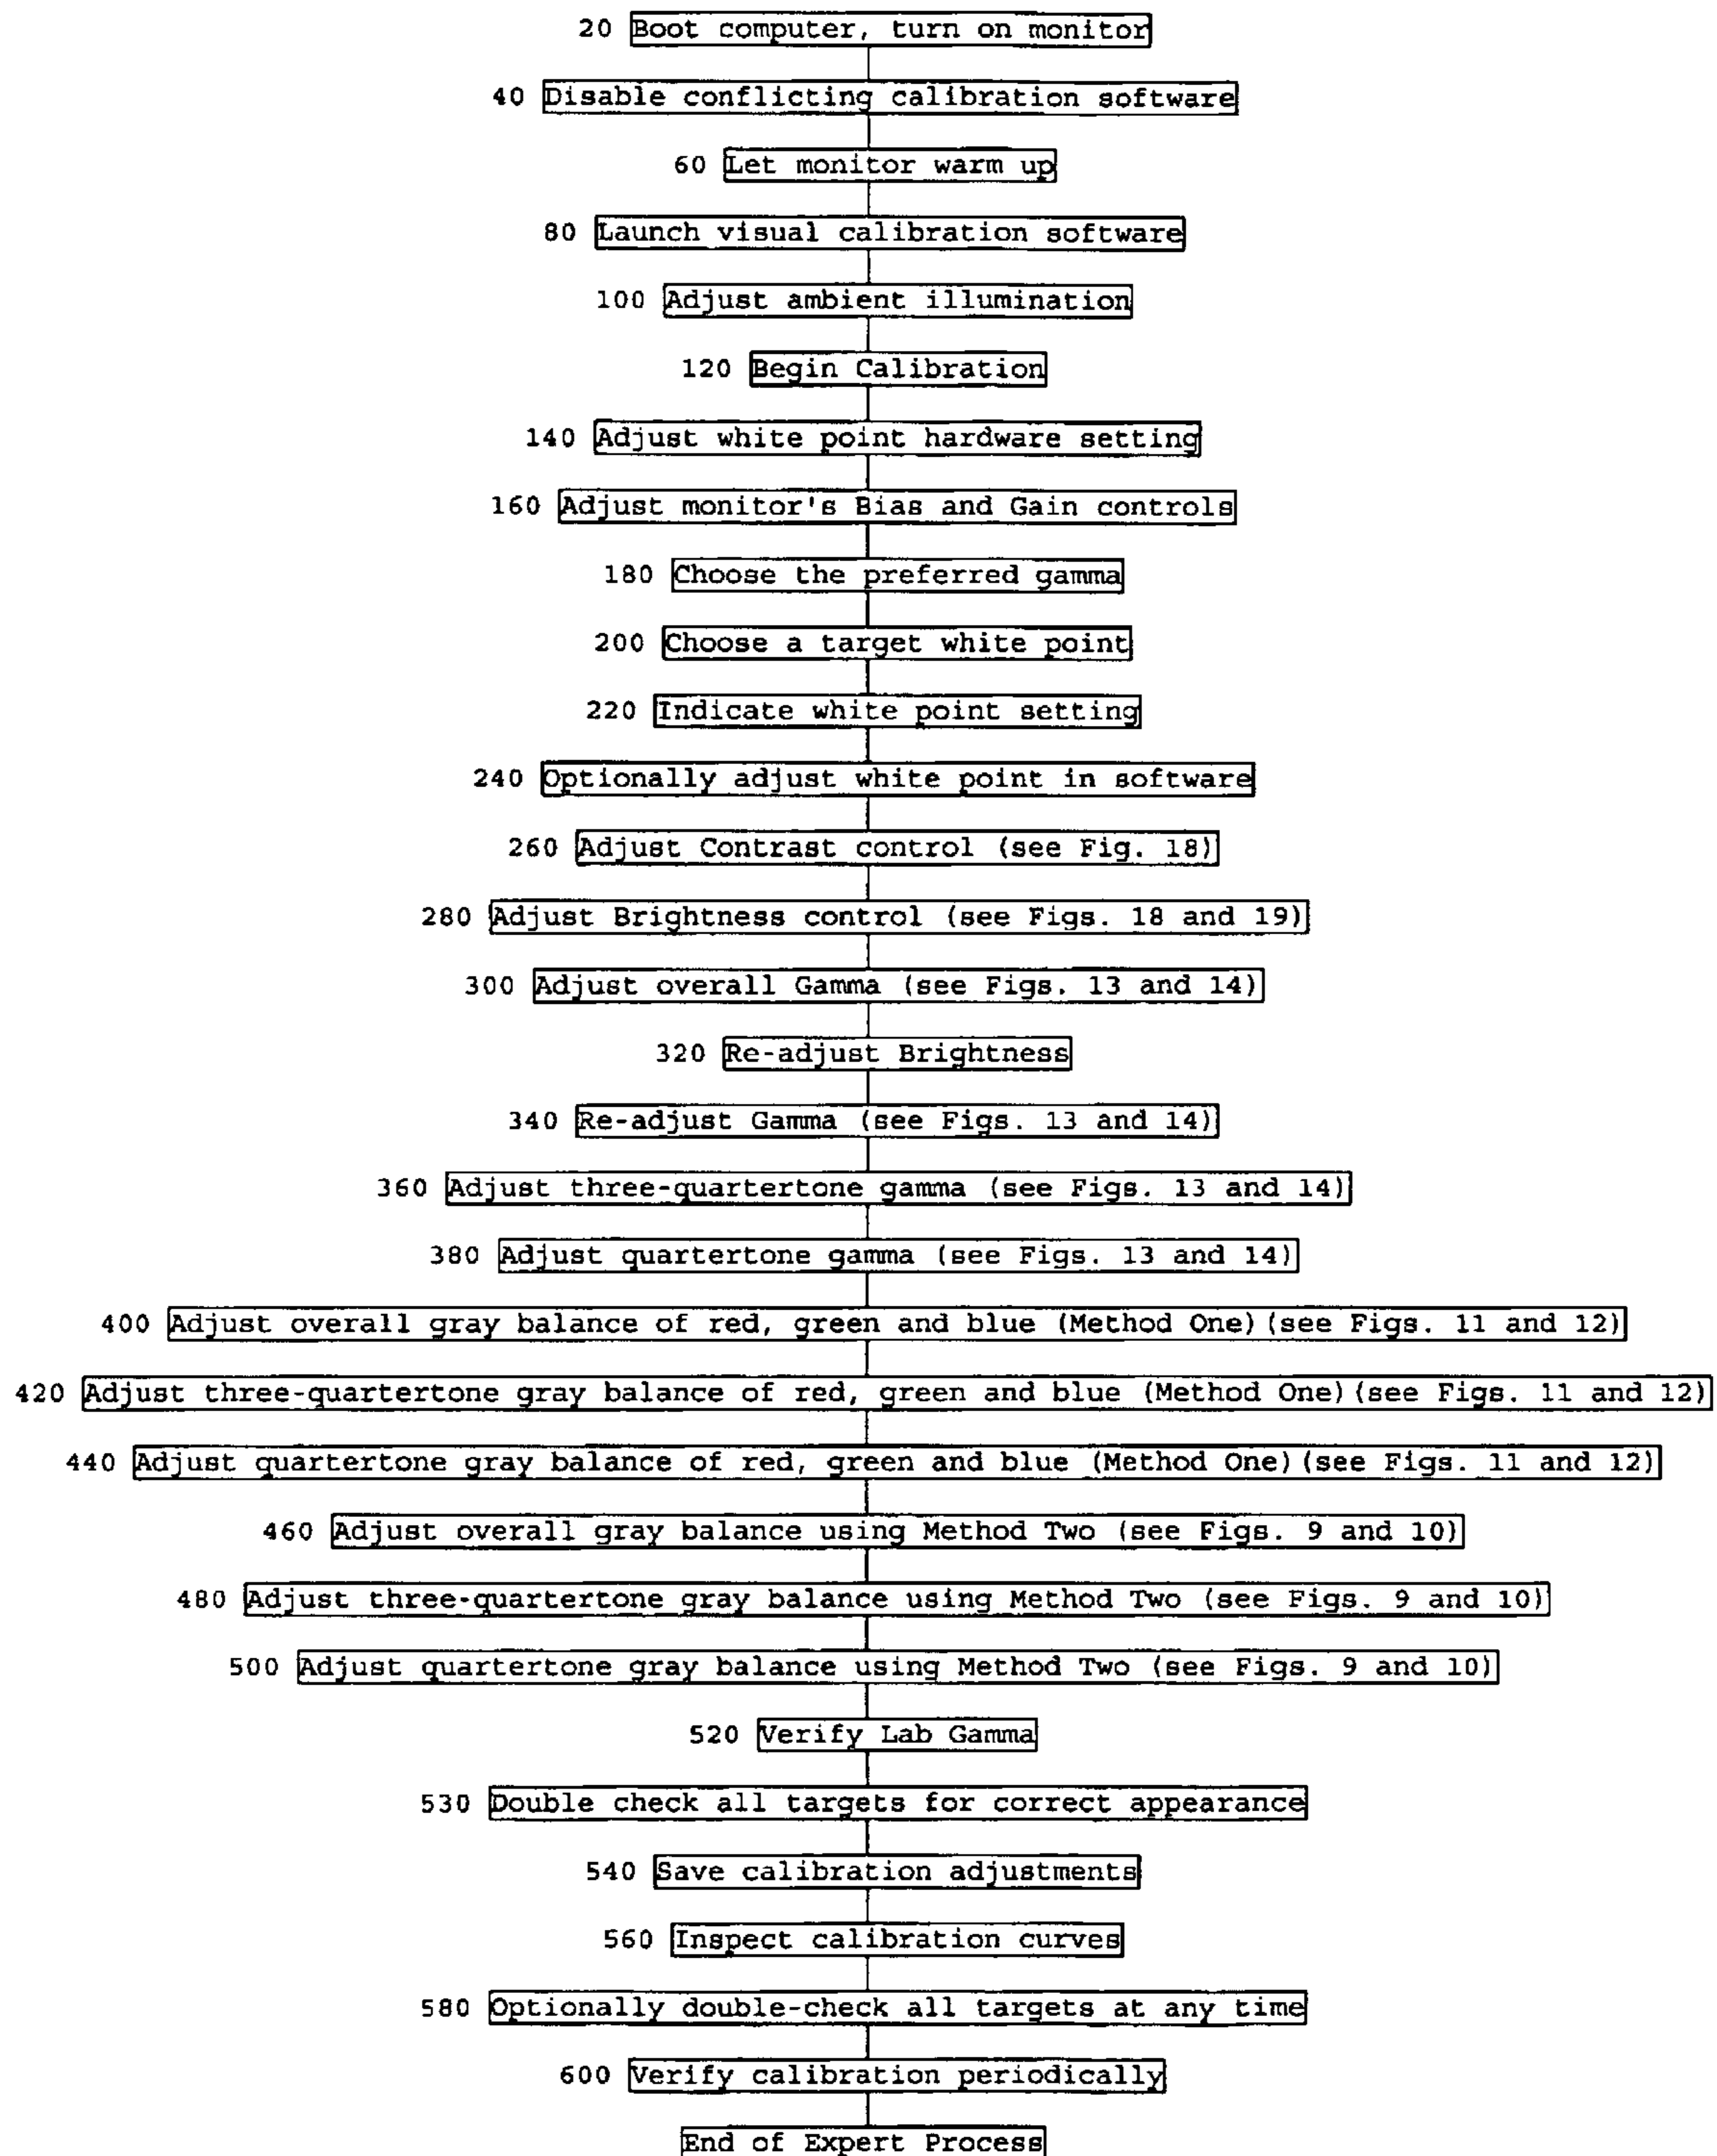 20 Boot computer, turn on monitor
40 Disable conflicting calibration software
60 Let monitor warm up
80 Launch visual calibration software
100 Adjust ambient illumination
120 Begin Calibration
140 Adjust white point hardware setting
160 Adjust monitor's Bias and Gain controls
180 Choose the preferred gamma
200 Choose a target white point
220 Indicate white point setting
240 Optionally adjust white point in software
260 Adjust Contrast control (see Fig. 18)
280 Adjust Brightness control (see Figs. 18 and 19)
300 Adjust overall Gamma (see Figs. 13 and 14)
320 Re-adjust Brightness
340 Re-adjust Gamma (see Figs. 13 and 14)
360 Adjust three-quartertone gamma (see Figs. 13 and 14)
380 Adjust quartertone gamma (see Figs. 13 and 14)
400 Adjust overall gray balance of red, green and blue (Method One) (see Figs. 11 and 12)
420 Adjust three-quartertone gray balance of red, green and blue (Method One) (see Figs. 11 and 12)
440 Adjust quartertone gray balance of red, green and blue (Method One) (see Figs. 11 and 12)
460 Adjust overall gray balance using Method Two (see Figs. 9 and 10)
480 Adjust three-quartertone gray balance using Method Two (see Figs. 9 and 10)
500 Adjust quartertone gray balance using Method Two (see Figs. 9 and 10)
520 Verify Lab Gamma
530 Double check all targets for correct appearance
540 Save calibration adjustments
560 Inspect calibration curves
580 Optionally double-check all targets at any time
600 Verify calibration periodically
End of Expert Process